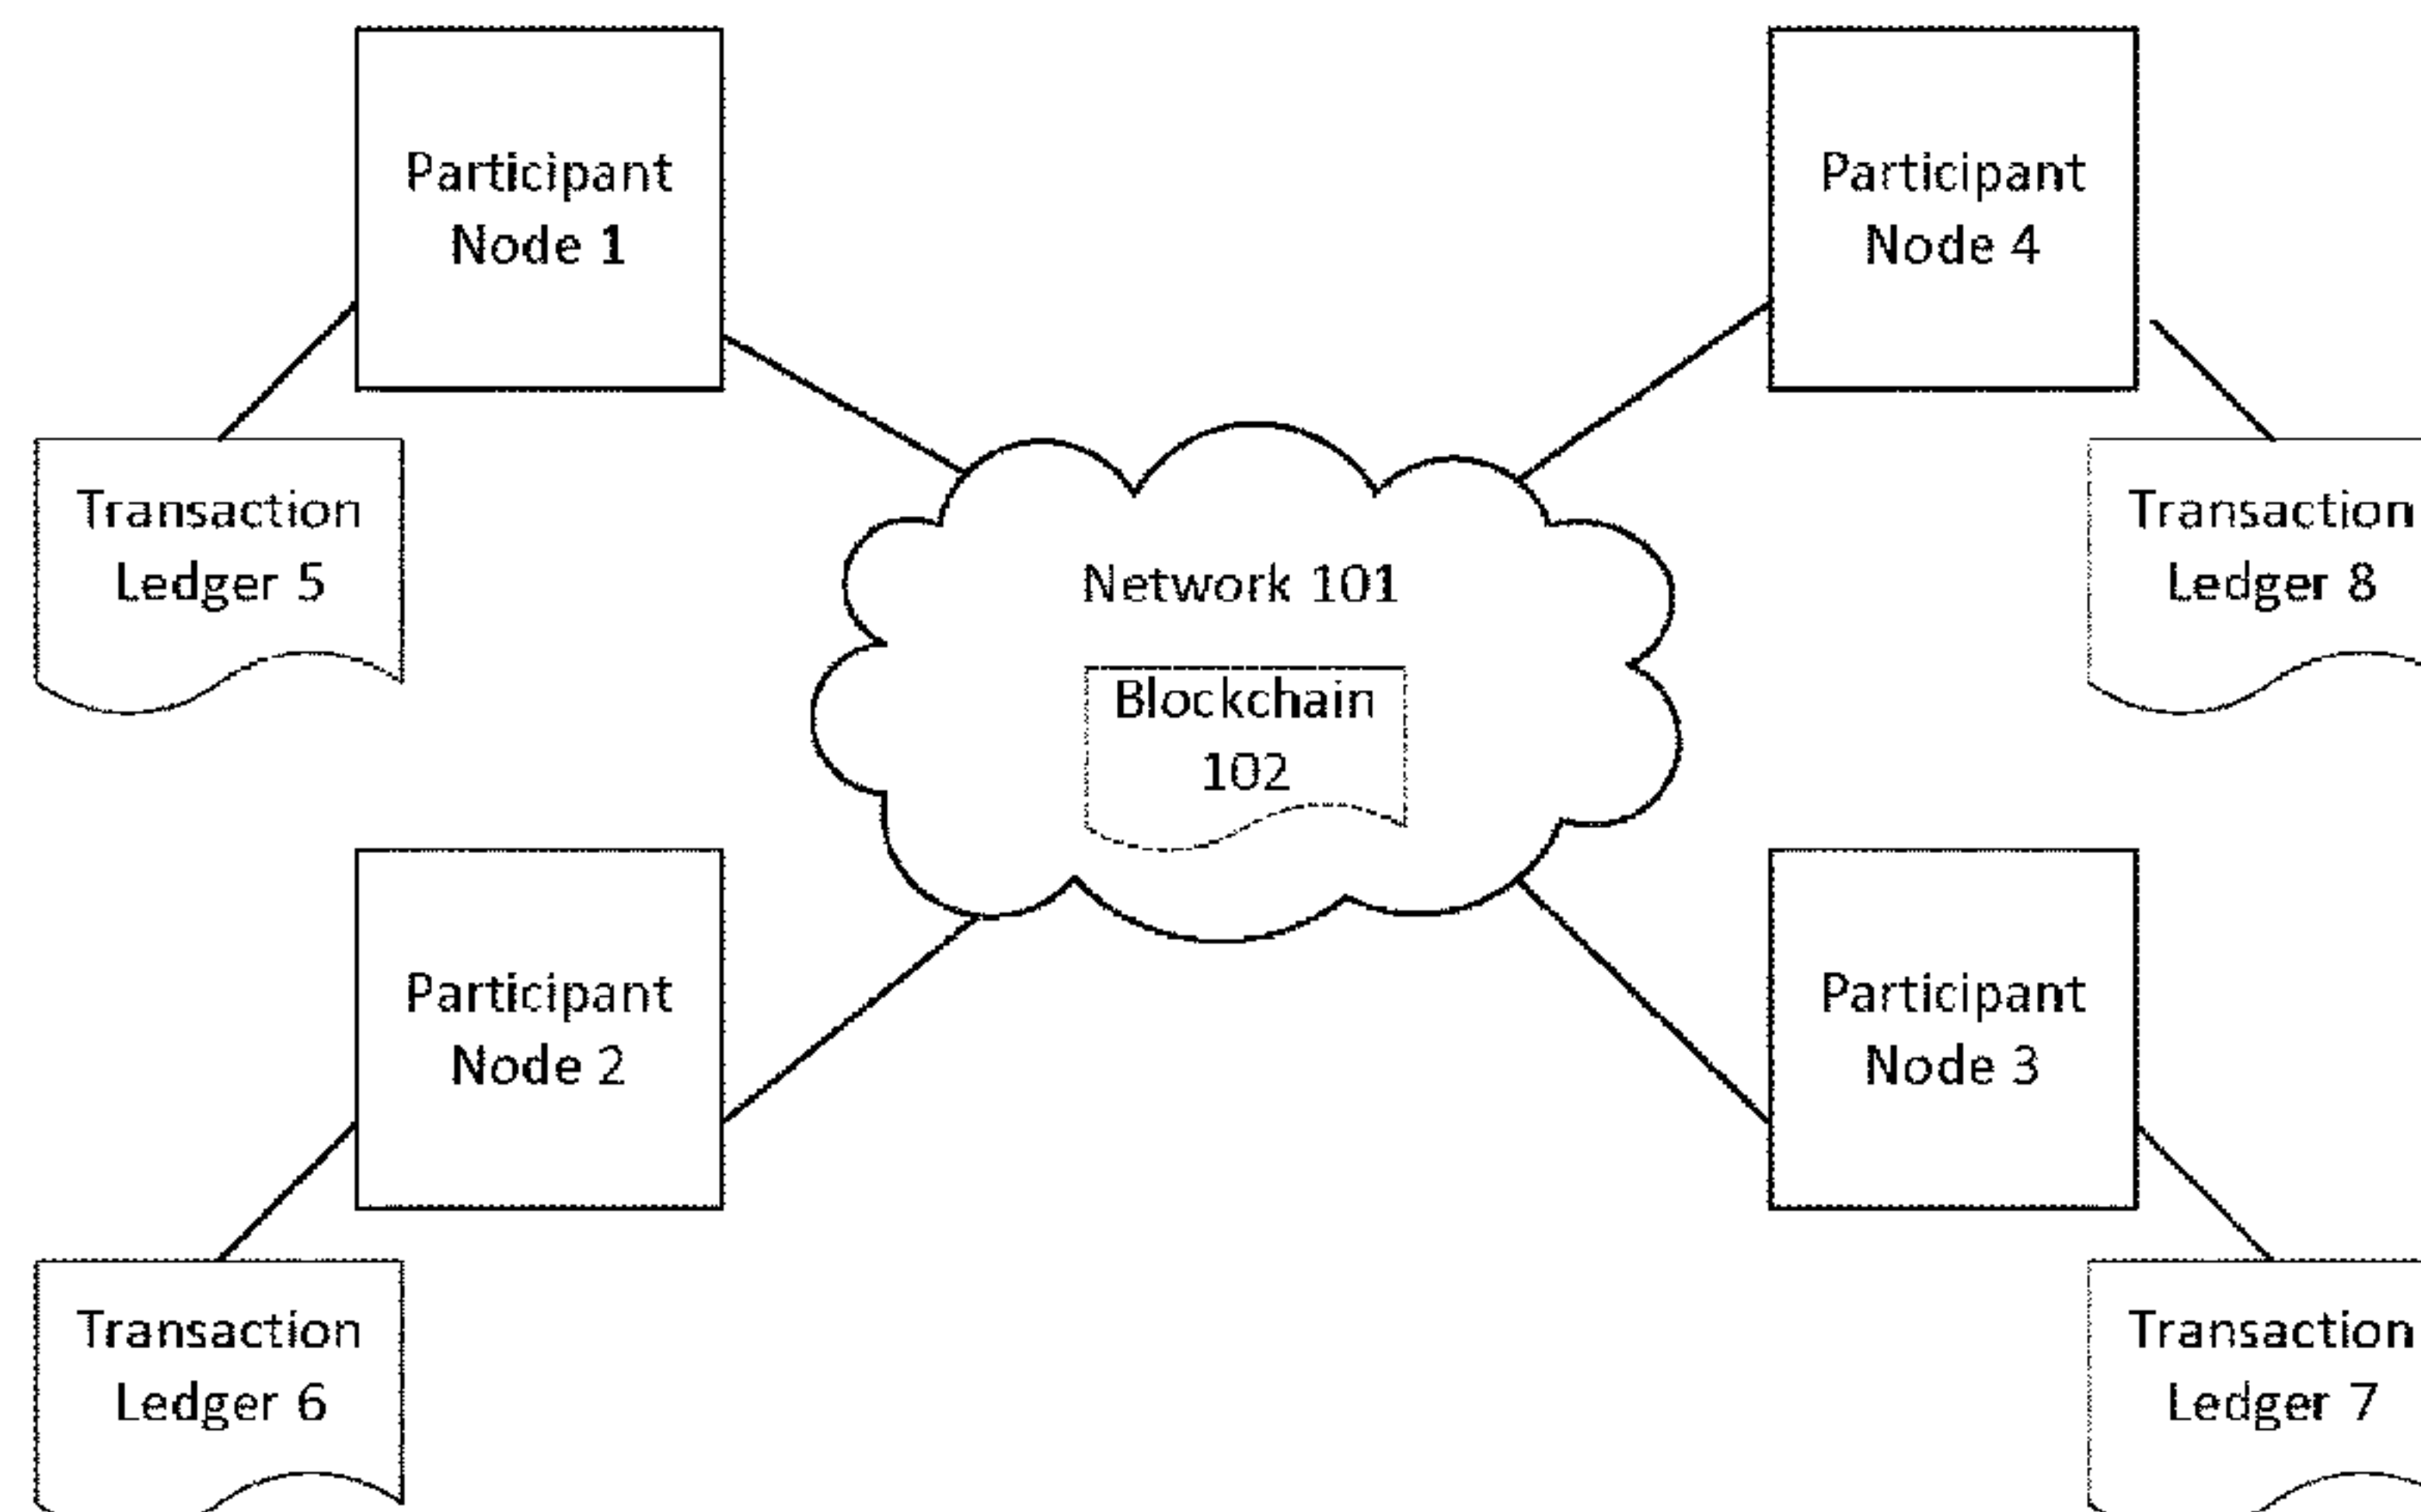 Participant
Node 1
Participant
Node 4
Transaction
Ledger 5
Network 101
Transaction
Ledger 8
Blockchain
102
Participant
Node 2
Participant
Node 3
Transaction
Ledger 6
Transaction
Ledger 7